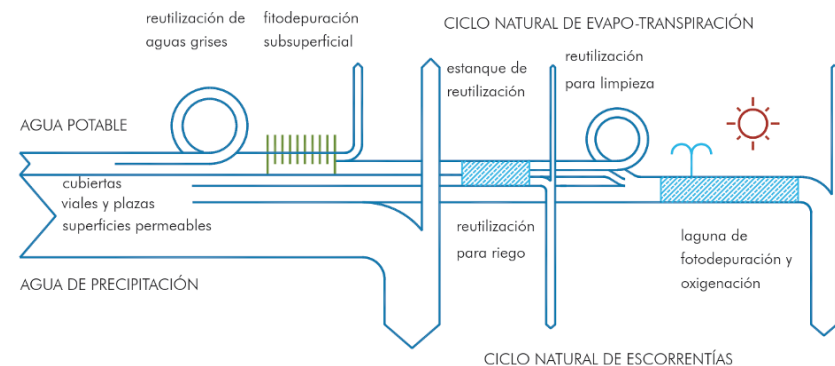 reutilización de
aguas grises
fitodepuración
subsuperficial
CICLO NATURAL DE EVAPO-TRANSPIRACIÓN
estanque de
reutilización
reutilización
para limpieza
AGUA POTABLE
cubiertas
viales y plazas
superficies permeables
reutilización
para riego
laguna de
fotodepuración y
oxigenación
AGUA DE PRECIPITACIÓN
CICLO NATURAL DE ESCORRENTÍAS